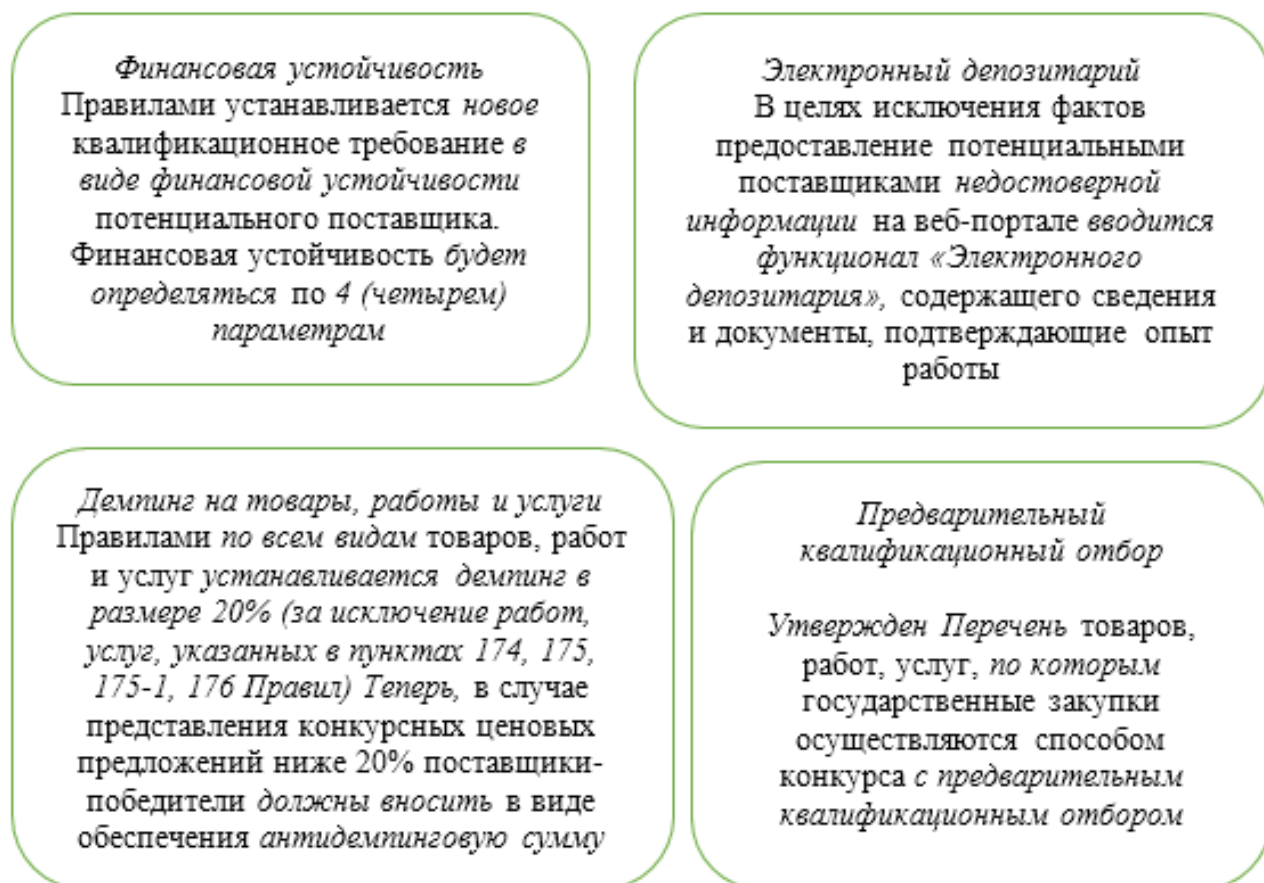 Финансовая устойчивость
Правилами устанавливается новое
квалификационное требование в
виде финансовой устойчивости
потенциального поставщика.
Финансовая устойчивость будет
определяться по 4 (четырем)
параметрам
Электронный депозитарий
В целях исключения фактов
предоставление потенциальными
поставщиками недостоверной
информации на веб-портале вводится
функционал «Электронного
депозитария», содержащего сведения
и документы, подтверждающие опыт
работы
Демпинг на товары, работы и услуги
Правилами по всем видам товаров, работ
и услуг устанавливается демпинг в
размере 20% (за исключение работ,
услуг, указанных в пунктах 174, 175,
175-1, 176 Правил) Теперь, в случае
представления конкурсных ценовых
предложений ниже 20% поставщики-
победители должны вносить в виде
обеспечения антидемпинговую сумму
Предварительный
квалификационный отбор
Утвержден Перечень товаров,
работ, услуг, по которым
государственные закупки
осуществляются способом
конкурса с предварительным
квалификационным отбором